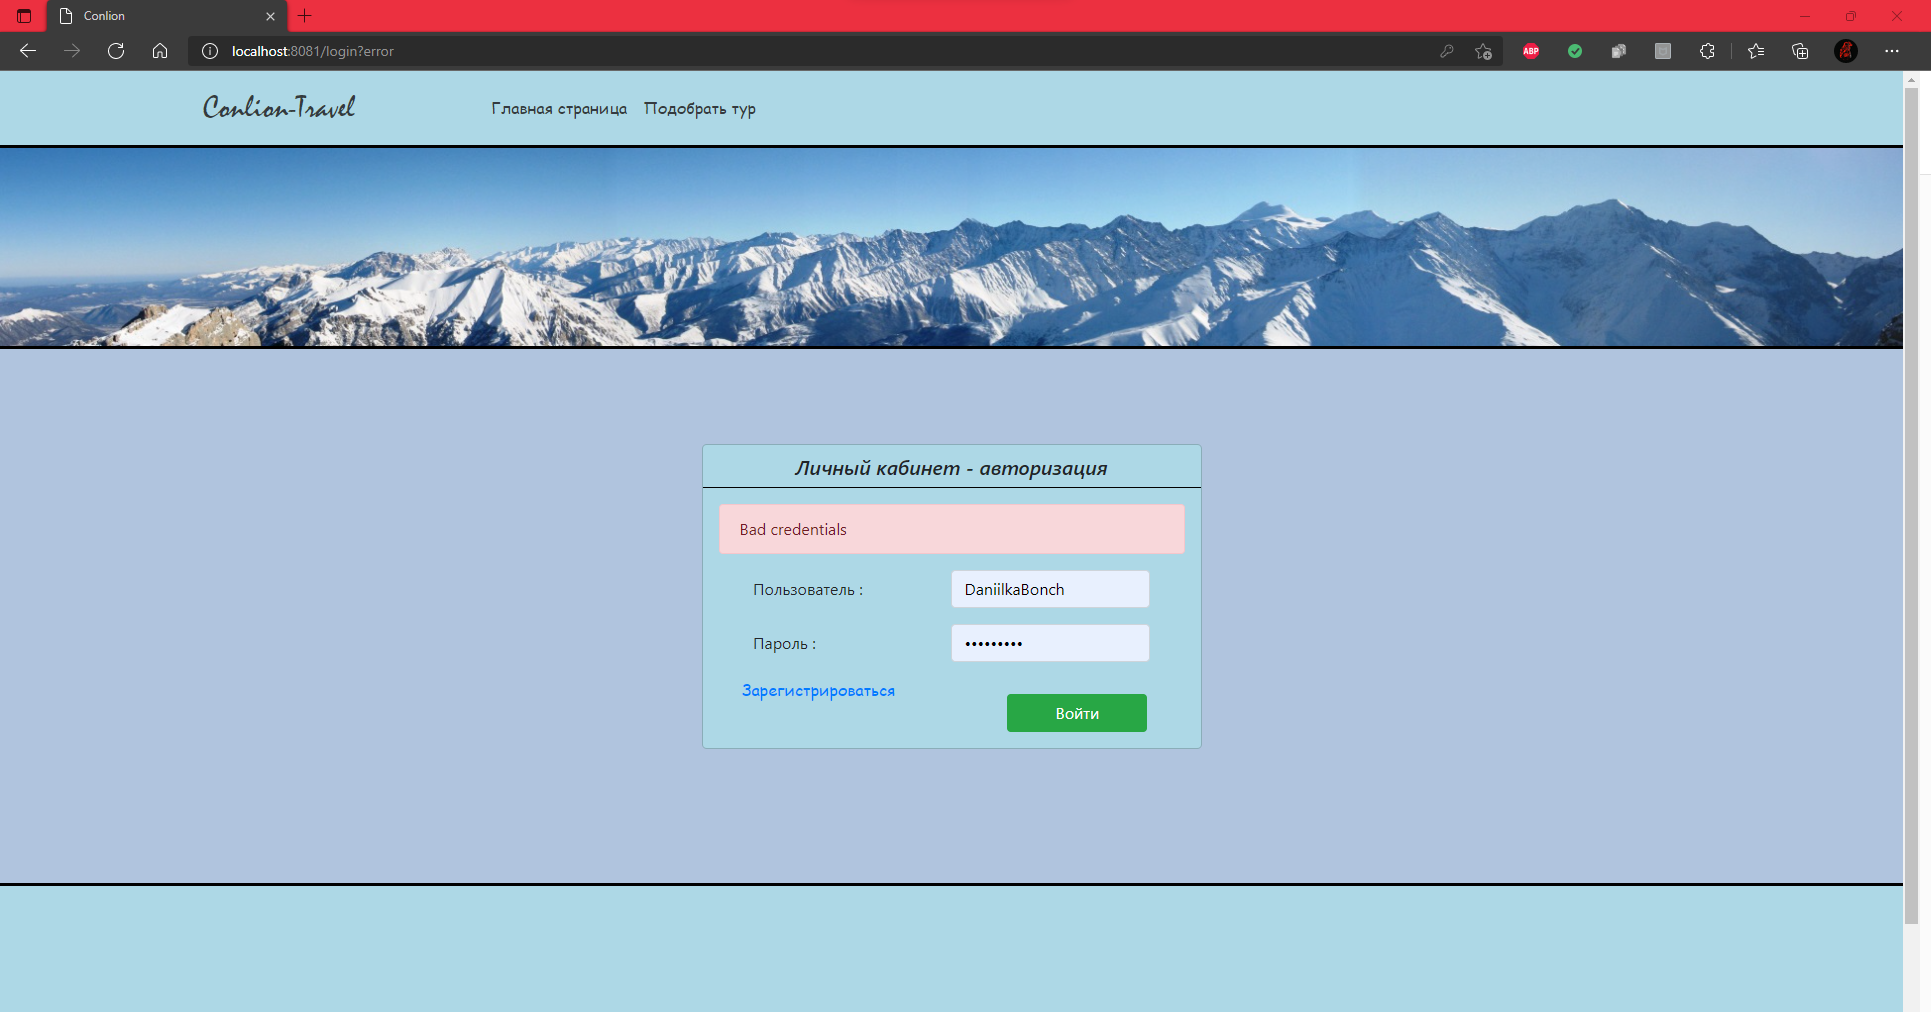 Conlion
localhost:8081/login?error
ABP
Conlion-Travel
Главная страница Подобрать тур
Личный кабинет - авторизация
Bad credentials
Пользователь : DaniilkaBonch
Пароль : •••••••••
Зарегистрироваться
Войти